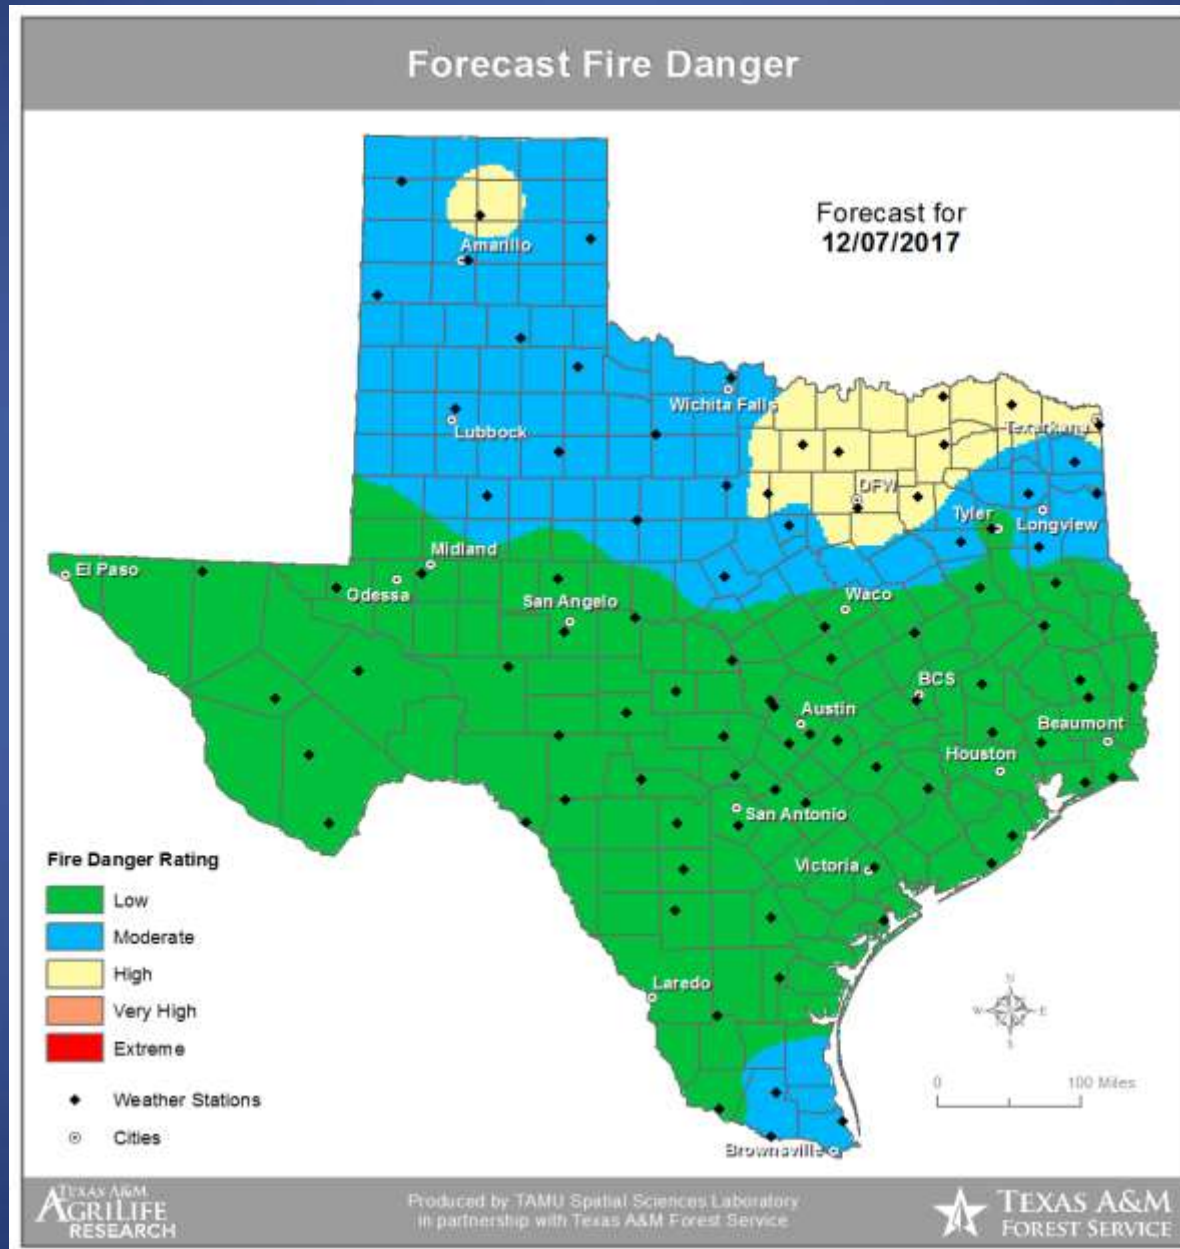 Forecast Fire Danger
Forecast for
12/07/2017
Amarillo
Wichita Falls
Lubbock
Texarkana
DFW
Tyler
Longview
Midland
El Paso
Odessa
San Angelo
Waco
BCS
Austin
Beaumont
Houston
San Antonio
Victoria
Fire Danger Rating
Low
Moderate
High
Very High
Extreme
Laredo
N
W E
S
0 100 Miles
Weather Stations
Cities
Brownsville
TEXAS A&M
AGRILIFE
RESEARCH
Produced by TAMU Spatial Sciences Laboratory
in partnership with Texas A&M Forest Service
TEXAS A&M
FOREST SERVICE